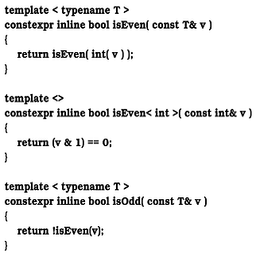 template < typename T >
constexpr inline bool isEven( const T& v )
{
return isEven( int( v ) );
}
template <>
constexpr inline bool isEven< int >( const int& v )
{
return (v & 1) == 0;
}
template < typename T >
constexpr inline bool isOdd( const T& v )
{
return !isEven(v);
}